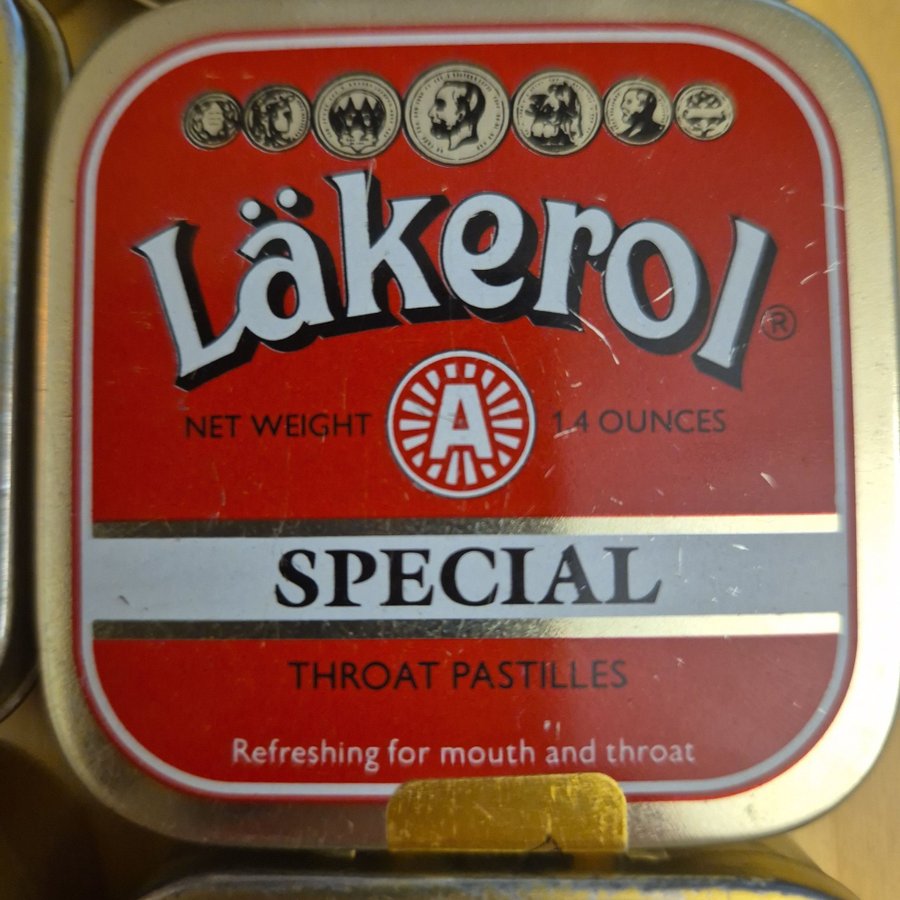 Läkerol ®
NET WEIGHT A 1.4 OUNCES
SPECIAL
THROAT PASTILLES
Refreshing for mouth and throat